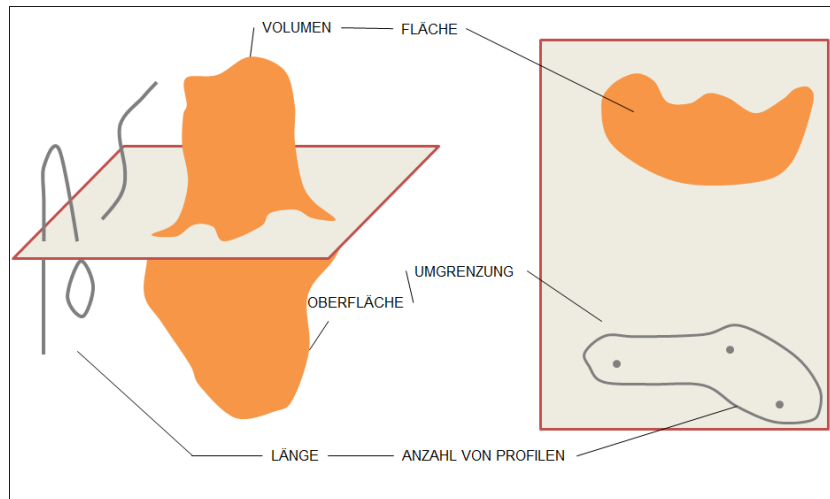 VOLUMEN
FLÄCHE
UMGRENZUNG
OBERFLÄCHE
LÄNGE
ANZAHL VON PROFILEN